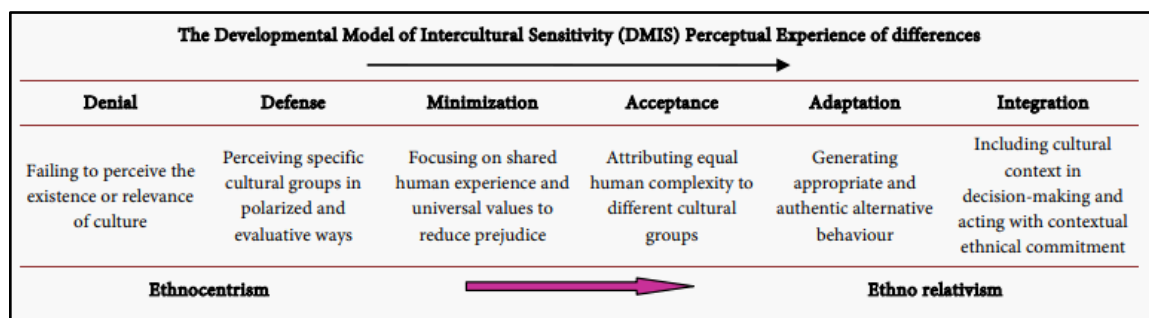 The Developmental Model of Intercultural Sensitivity (DMIS) Perceptual Experience of differences
Denial
Defense
Minimization
Acceptance
Adaptation
Integration
Failing to perceive the
existence or relevance
of culture
Perceiving specific
cultural groups in
polarized and
evaluative ways
Focusing on shared
human experience and
universal values to
reduce prejudice
Attributing equal
human complexity to
different cultural
groups
Generating
appropriate and
authentic alternative
behaviour
Including cultural
context in
decision-making and
acting with contextual
ethnical commitment
Ethnocentrism
Ethno relativism